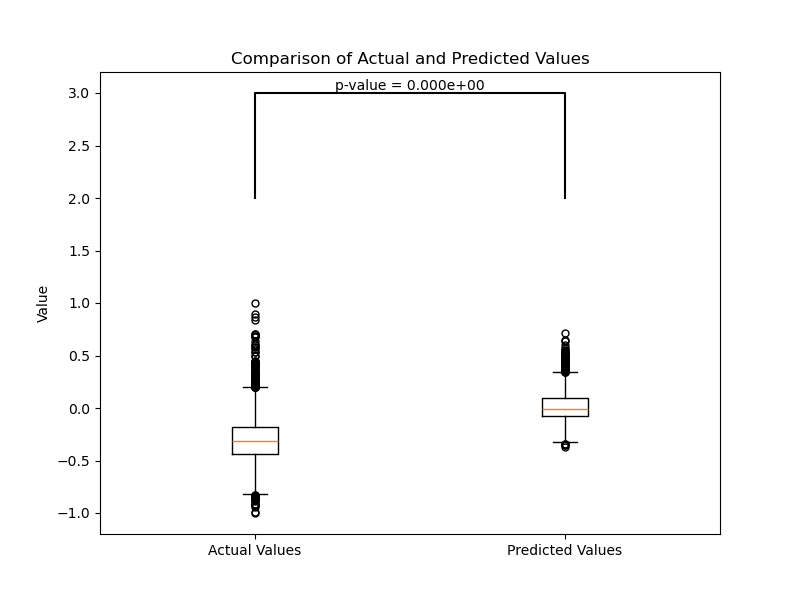 Comparison of Actual and Predicted Values
p-value = 0.000e+00
3.0
2.5
2.0
1.5
1.0
0.5
0.0
−0.5
−1.0
Value
Actual Values
Predicted Values